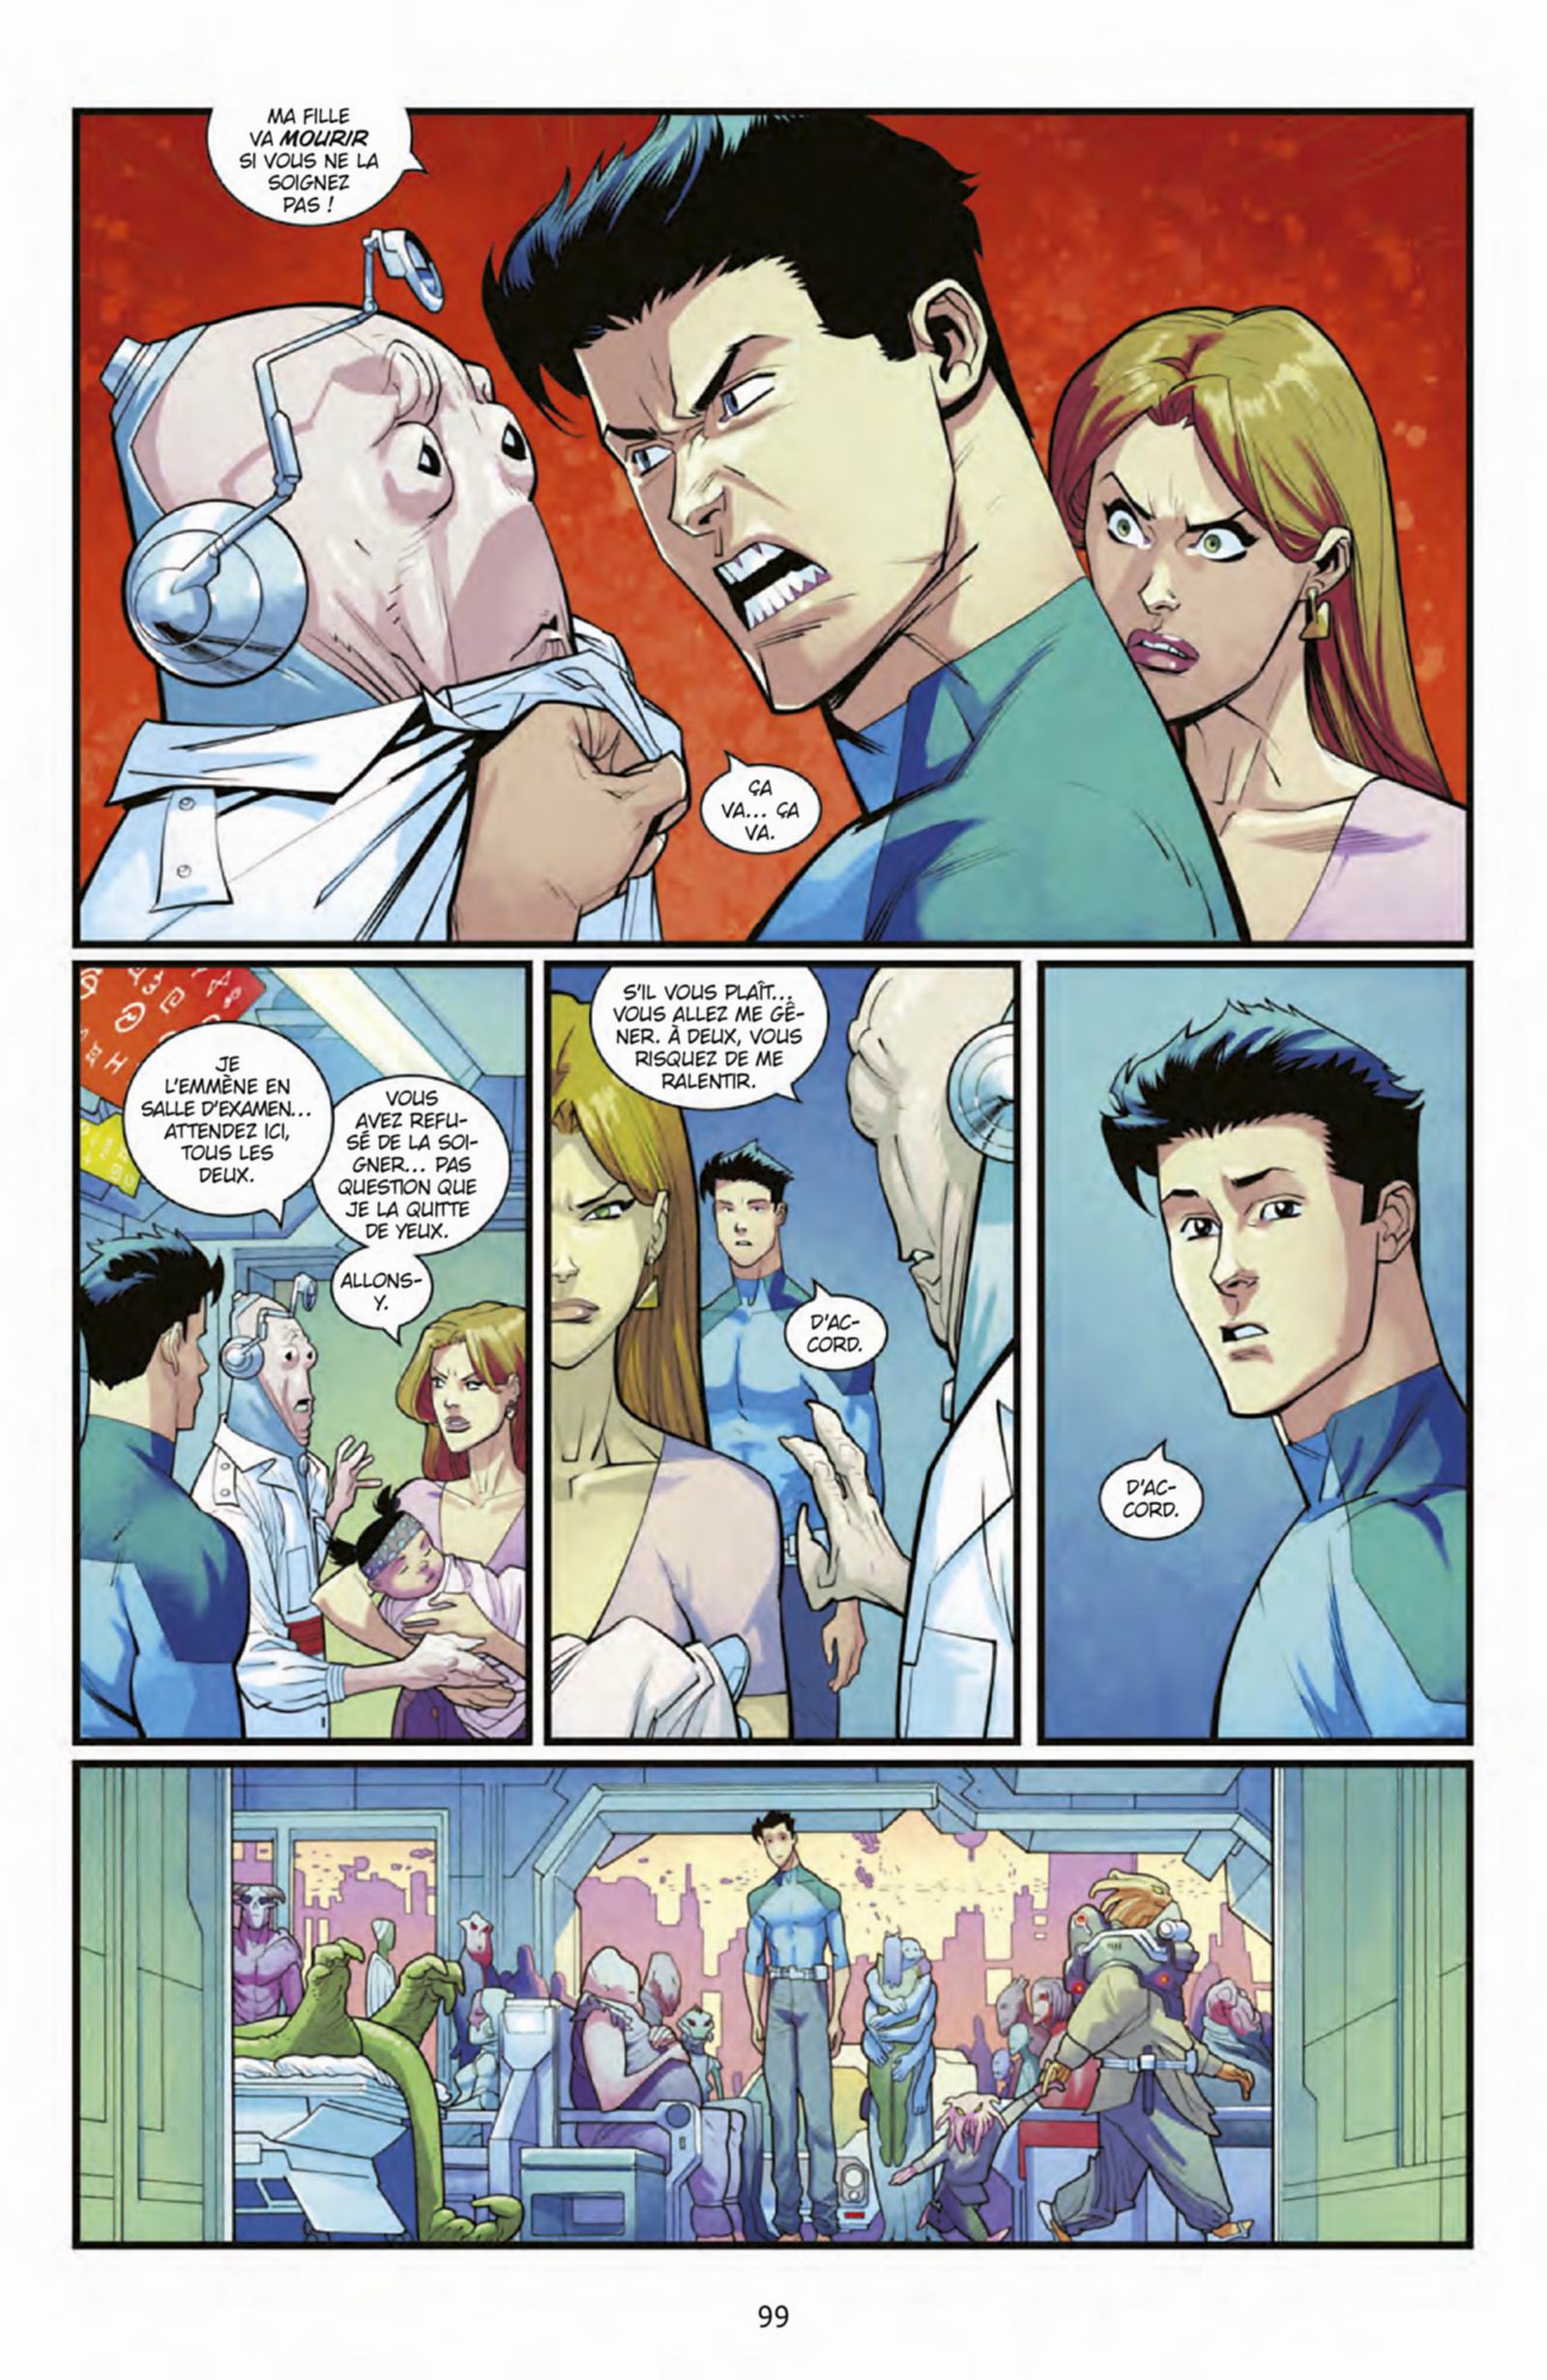 MA FILLE
VA MOURIR
SI VOUS NE LA
SOIGNEZ
PAS !
ÇA
VA... ÇA
VA.
JE
L'EMMÈNE EN
SALLE D'EXAMEN...
ATTENDEZ ICI,
TOUS LES
DEUX.
VOUS
AVEZ REFU-
SÉ DE LA SOI-
GNER... PAS
QUESTION QUE
JE LA QUITTE
DE YEUX.
ALLONS-
Y.
S'IL VOUS PLAÎT...
VOUS ALLEZ ME GÊ-
NER. À DEUX, VOUS
RISQUEZ DE ME
RALENTIR.
D'AC-
CORD.
D'AC-
CORD.
99